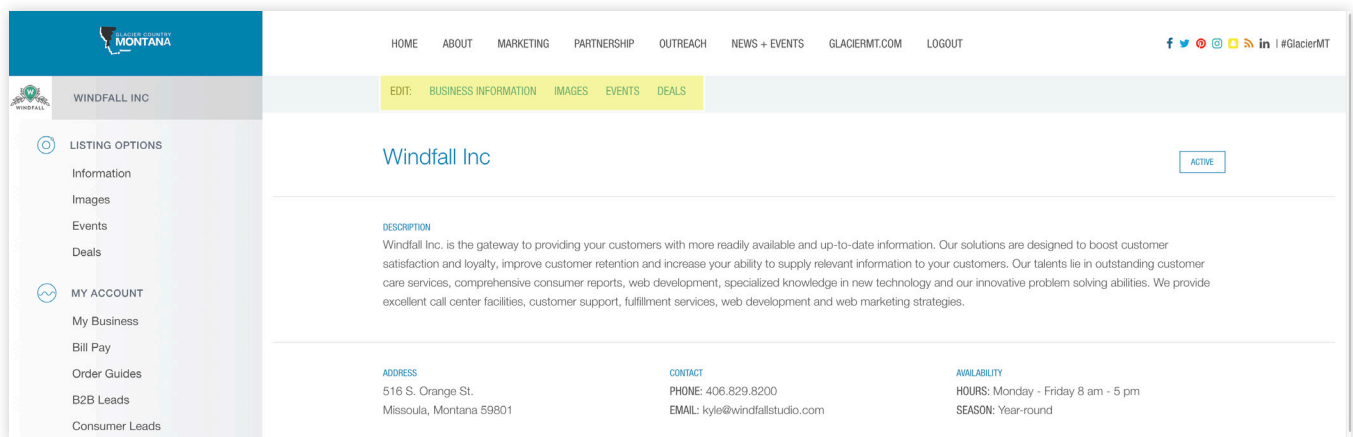 GLACIER COUNTRY
MONTANA
HOME ABOUT MARKETING PARTNERSHIP OUTREACH NEWS + EVENTS GLACIERMT.COM LOGOUT
| #GlacierMT
W
WINDFALL
WINDFALL INC
EDIT: BUSINESS INFORMATION IMAGES EVENTS DEALS
LISTING OPTIONS
Information
Images
Events
Deals
MY ACCOUNT
My Business
Bill Pay
Order Guides
B2B Leads
Consumer Leads
Windfall Inc
ACTIVE
DESCRIPTION
Windfall Inc. is the gateway to providing your customers with more readily available and up-to-date information. Our solutions are designed to boost customer
satisfaction and loyalty, improve customer retention and increase your ability to supply relevant information to your customers. Our talents lie in outstanding customer
care services, comprehensive consumer reports, web development, specialized knowledge in new technology and our innovative problem solving abilities. We provide
excellent call center facilities, customer support, fulfillment services, web development and web marketing strategies.
ADDRESS
516 S. Orange St.
Missoula, Montana 59801
CONTACT
PHONE: 406.829.8200
EMAIL: kyle@windfallstudio.com
AVAILABILITY
HOURS: Monday - Friday 8 am - 5 pm
SEASON: Year-round